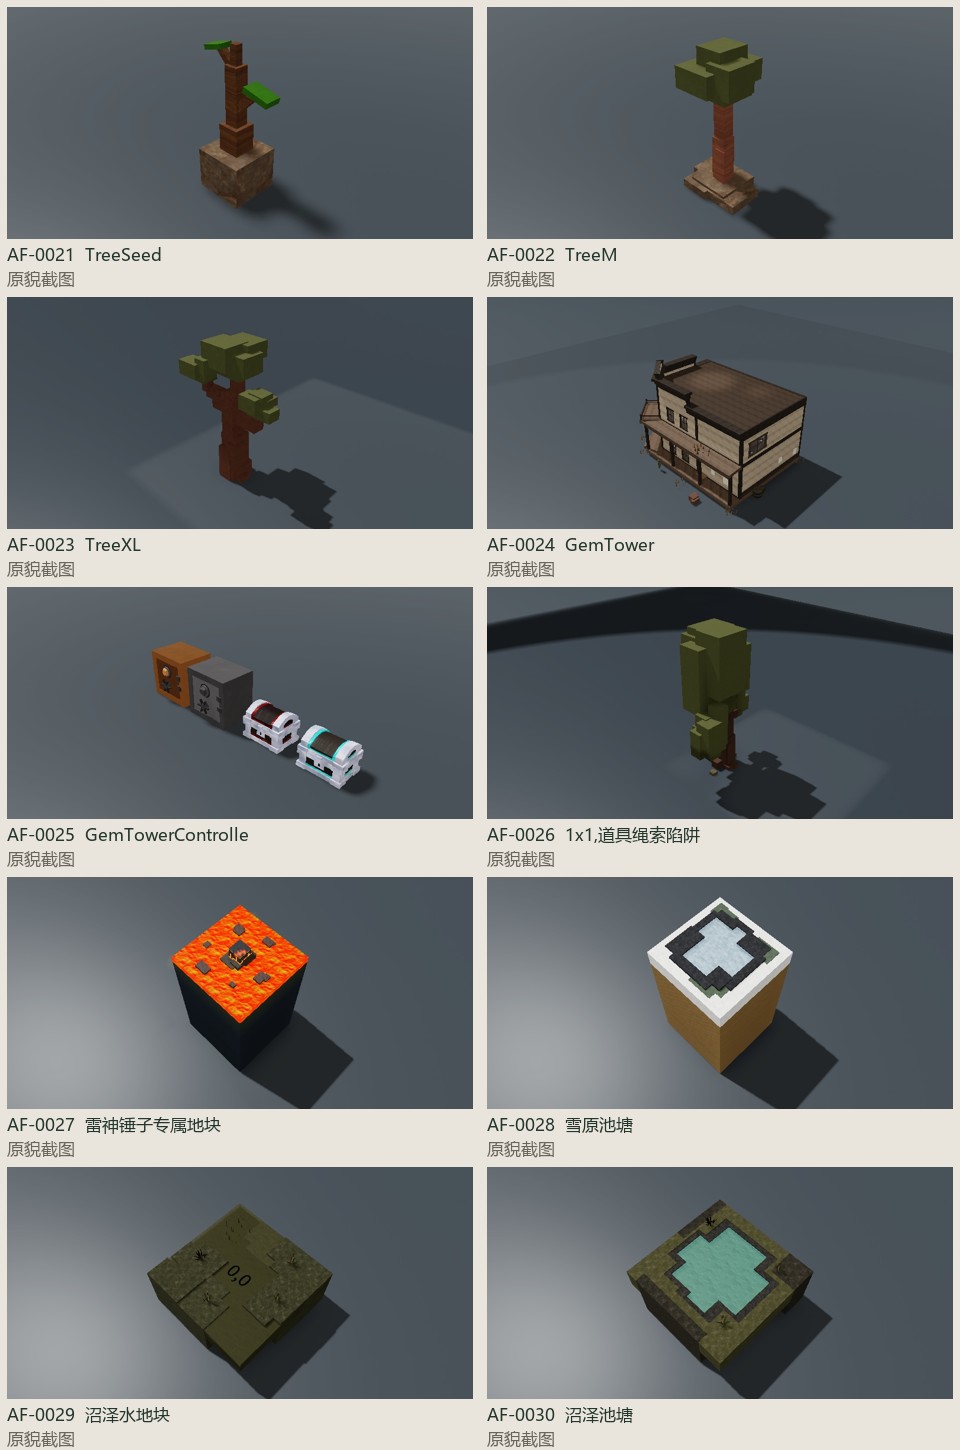 AF-0021 TreeSeed
原貌截图
AF-0022 TreeM
原貌截图
AF-0023 TreeXL
原貌截图
AF-0024 GemTower
原貌截图
AF-0025 GemTowerControlle
原貌截图
AF-0026 1x1,道具绳索陷阱
原貌截图
AF-0027 雷神锤子专属地块
原貌截图
AF-0028 雪原池塘
原貌截图
0,0
AF-0029 沼泽水地块
原貌截图
AF-0030 沼泽池塘
原貌截图